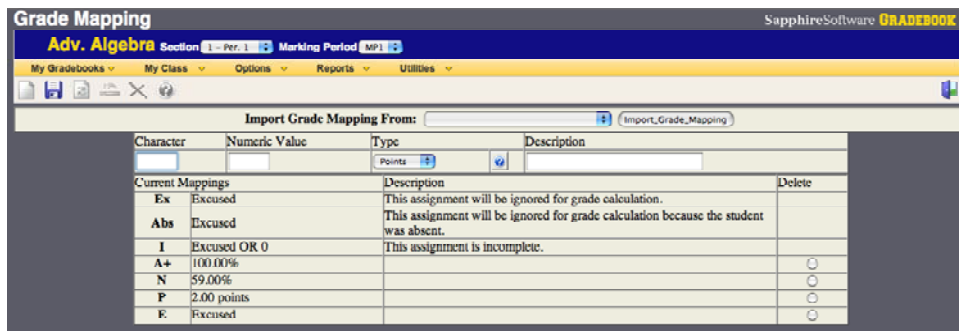 Grade Mapping SapphireSoftware GRADEBOOK
Adv. Algebra Section 1 - Per. 1 Marking Period MP1
My Gradebooks My Class Options Reports Utilities
Import Grade Mapping From: Import_Grade_Mapping
Character Numeric Value Type Description
Points
Current Mappings Description Delete
Ex Excused This assignment will be ignored for grade calculation.
Abs Excused This assignment will be ignored for grade calculation because the student
was absent.
I Excused OR 0 This assignment is incomplete.
A+ 100.00%
N 59.00%
P 2.00 points
E Excused